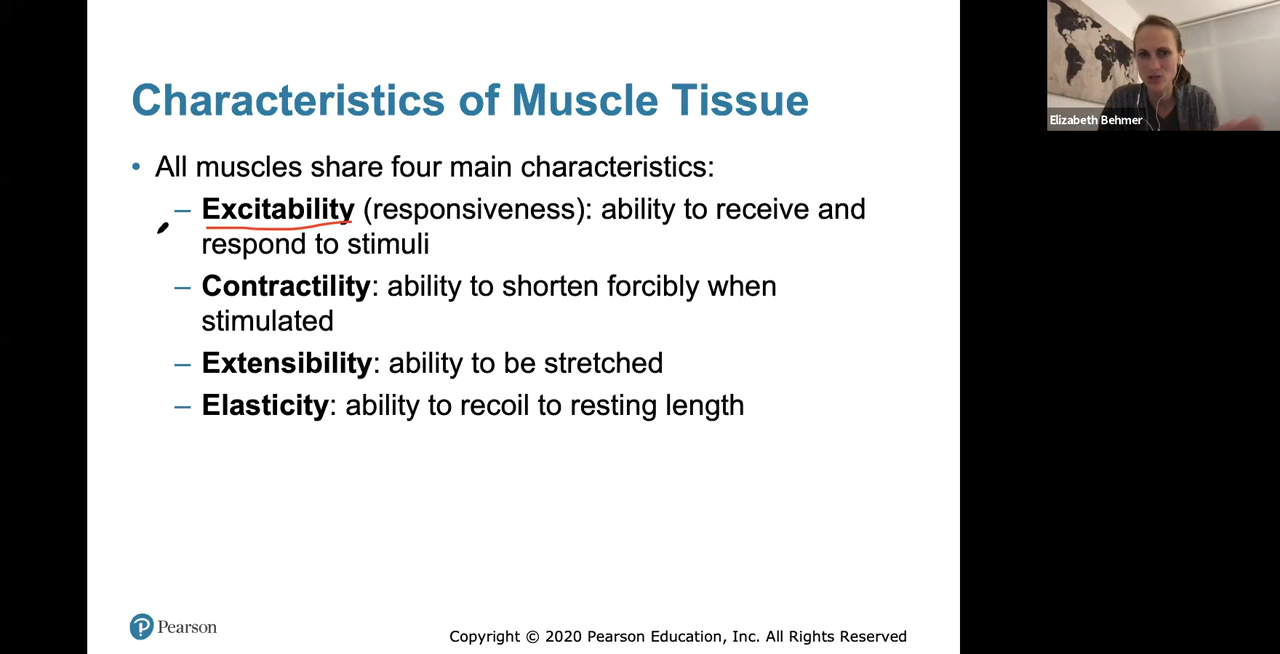 Characteristics of Muscle Tissue
• All muscles share four main characteristics:
– Excitability (responsiveness): ability to receive and
respond to stimuli
– Contractility: ability to shorten forcibly when
stimulated
– Extensibility: ability to be stretched
– Elasticity: ability to recoil to resting length
P Pearson
Copyright © 2020 Pearson Education, Inc. All Rights Reserved
Elizabeth Behmer